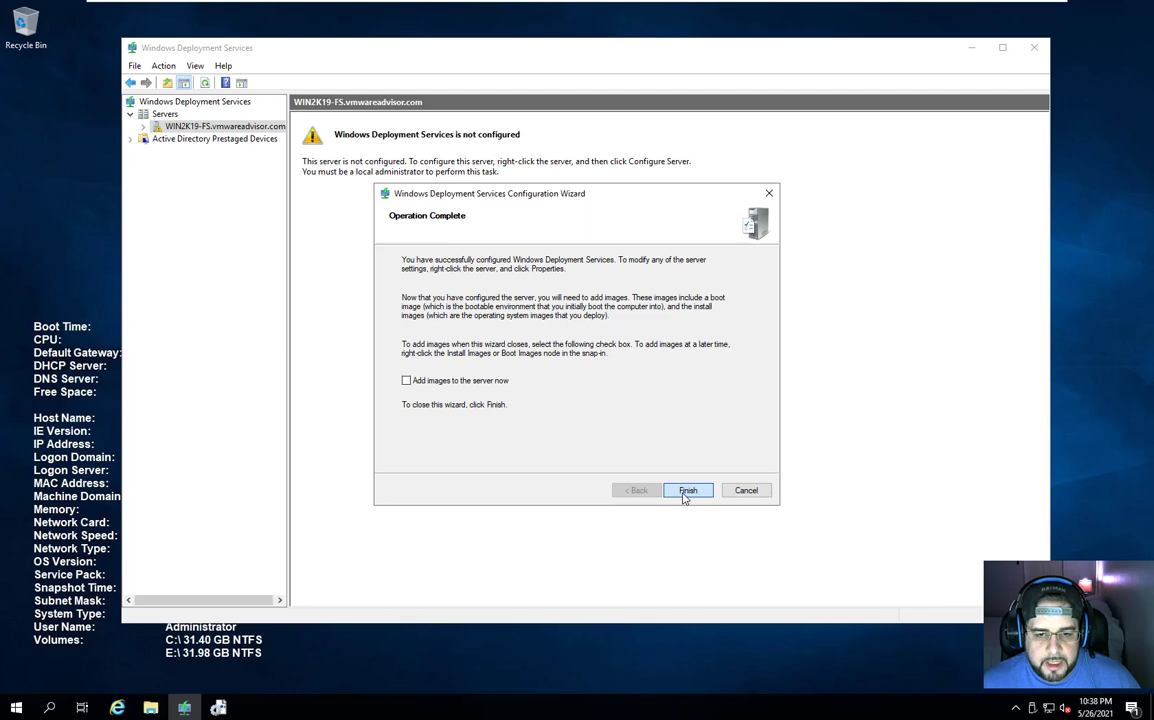 Recycle Bin
Windows Deployment Services
File Action View Help
Windows Deployment Services
Servers
WIN2K19-FS.vmwareadvisor.com
Active Directory Prestaged Devices
WIN2K19-FS.vmwareadvisor.com
Windows Deployment Services is not configured
This server is not configured. To configure this server, right-click the server, and then click Configure Server.
You must be a local administrator to perform this task.
Windows Deployment Services Configuration Wizard
Operation Complete
You have successfully configured Windows Deployment Services. To modify any of the server
settings, right-click the server, and click Properties.
Now that you have configured the server, you will need to add images. These images include a boot
image (which is the bootable environment that you initially boot the computer into), and the install
images (which are the operating system images that you deploy).
To add images when this wizard closes, select the following check box. To add images at a later time,
right-click the Install Images or Boot Images node in the snap-in.
Add images to the server now
To close this wizard, click Finish.
< Back Finish Cancel
Boot Time:
CPU:
Default Gateway:
DHCP Server:
DNS Server:
Free Space:
Host Name:
IE Version:
IP Address:
Logon Domain:
Logon Server:
MAC Address:
Machine Domain
Memory:
Network Card:
Network Speed:
Network Type:
OS Version:
Service Pack:
Snapshot Time:
Subnet Mask:
System Type:
User Name: Administrator
Volumes: C:\ 31.40 GB NTFS
E:\ 31.98 GB NTFS
10:38 PM
5/26/2021
1